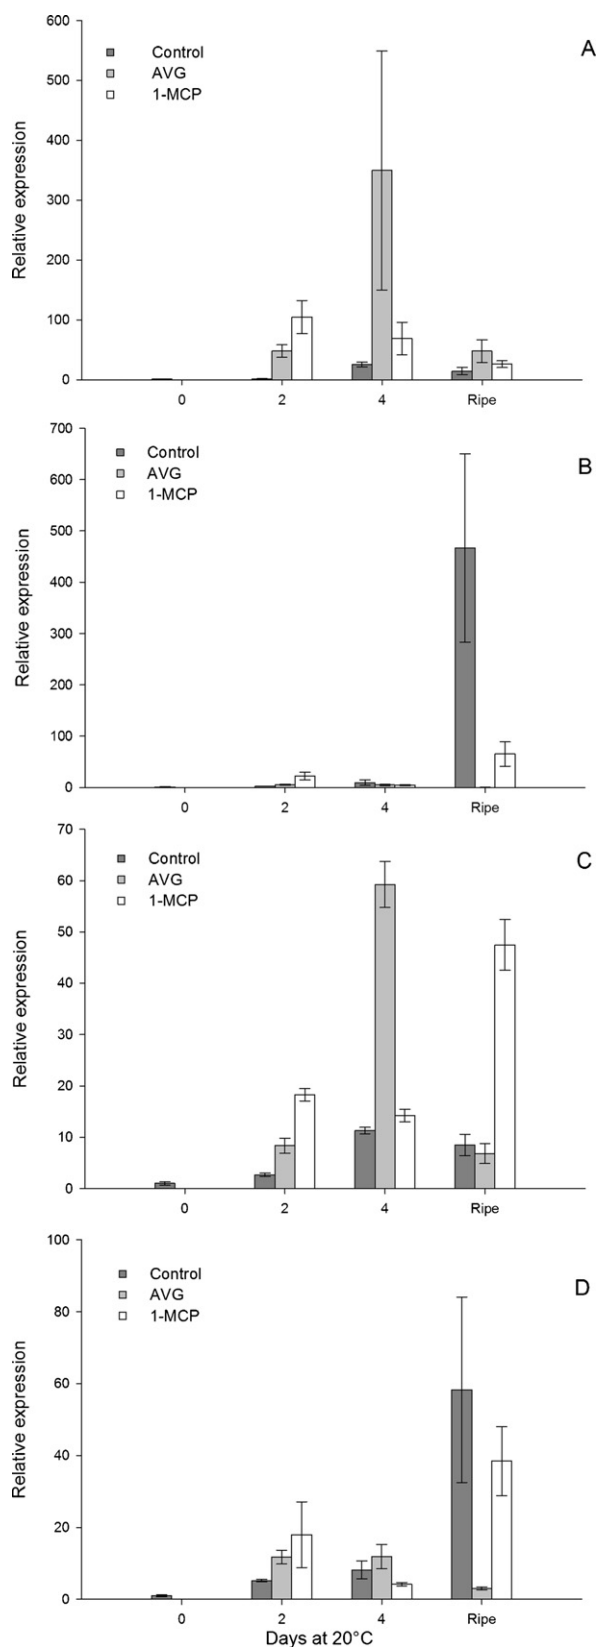 600
500
400
300
200
100
0
Relative expression
Control
AVG
1-MCP
A
0 2 4 Ripe
700
600
500
400
300
200
100
0
Relative expression
Control
AVG
1-MCP
B
0 2 4 Ripe
70
60
50
40
30
20
10
0
Relative expression
Control
AVG
1-MCP
C
0 2 4 Ripe
100
80
60
40
20
0
Relative expression
Control
AVG
1-MCP
D
0 2 4 Ripe
Days at 20°C